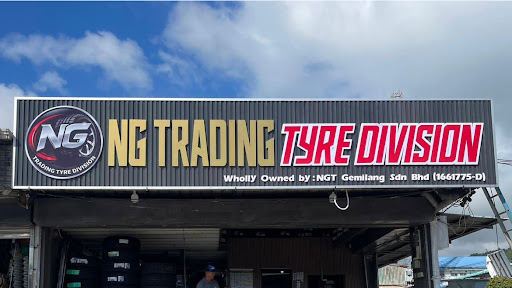 NG
TRADING TYRE DIVISION
NG TRADING TYRE DIVISION
Wholly Owned by : NGT Gemilang Sdn Bhd (1661775-D)